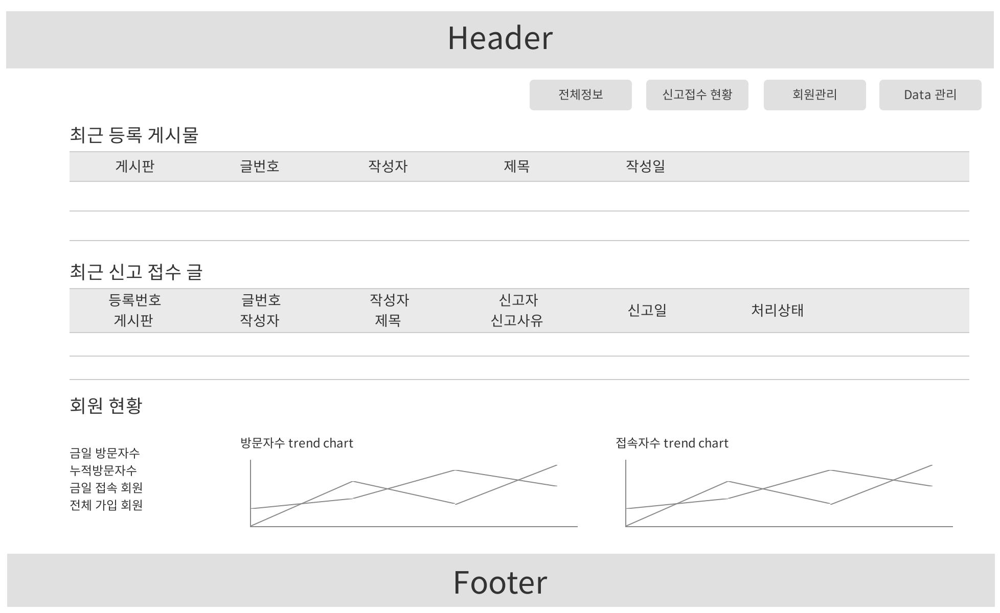 Header
전체정보 신고접수 현황 회원관리 Data 관리
최근 등록 게시물
게시판 글번호 작성자 제목 작성일
최근 신고 접수 글
등록번호 글번호 작성자 신고자
신고일 처리상태
게시판 작성자 제목 신고사유
회원 현황
방문자수 trend chart 접속자수 trend chart
금일 방문자수
누적방문자수
금일 접속 회원
전체 가입 회원
Footer